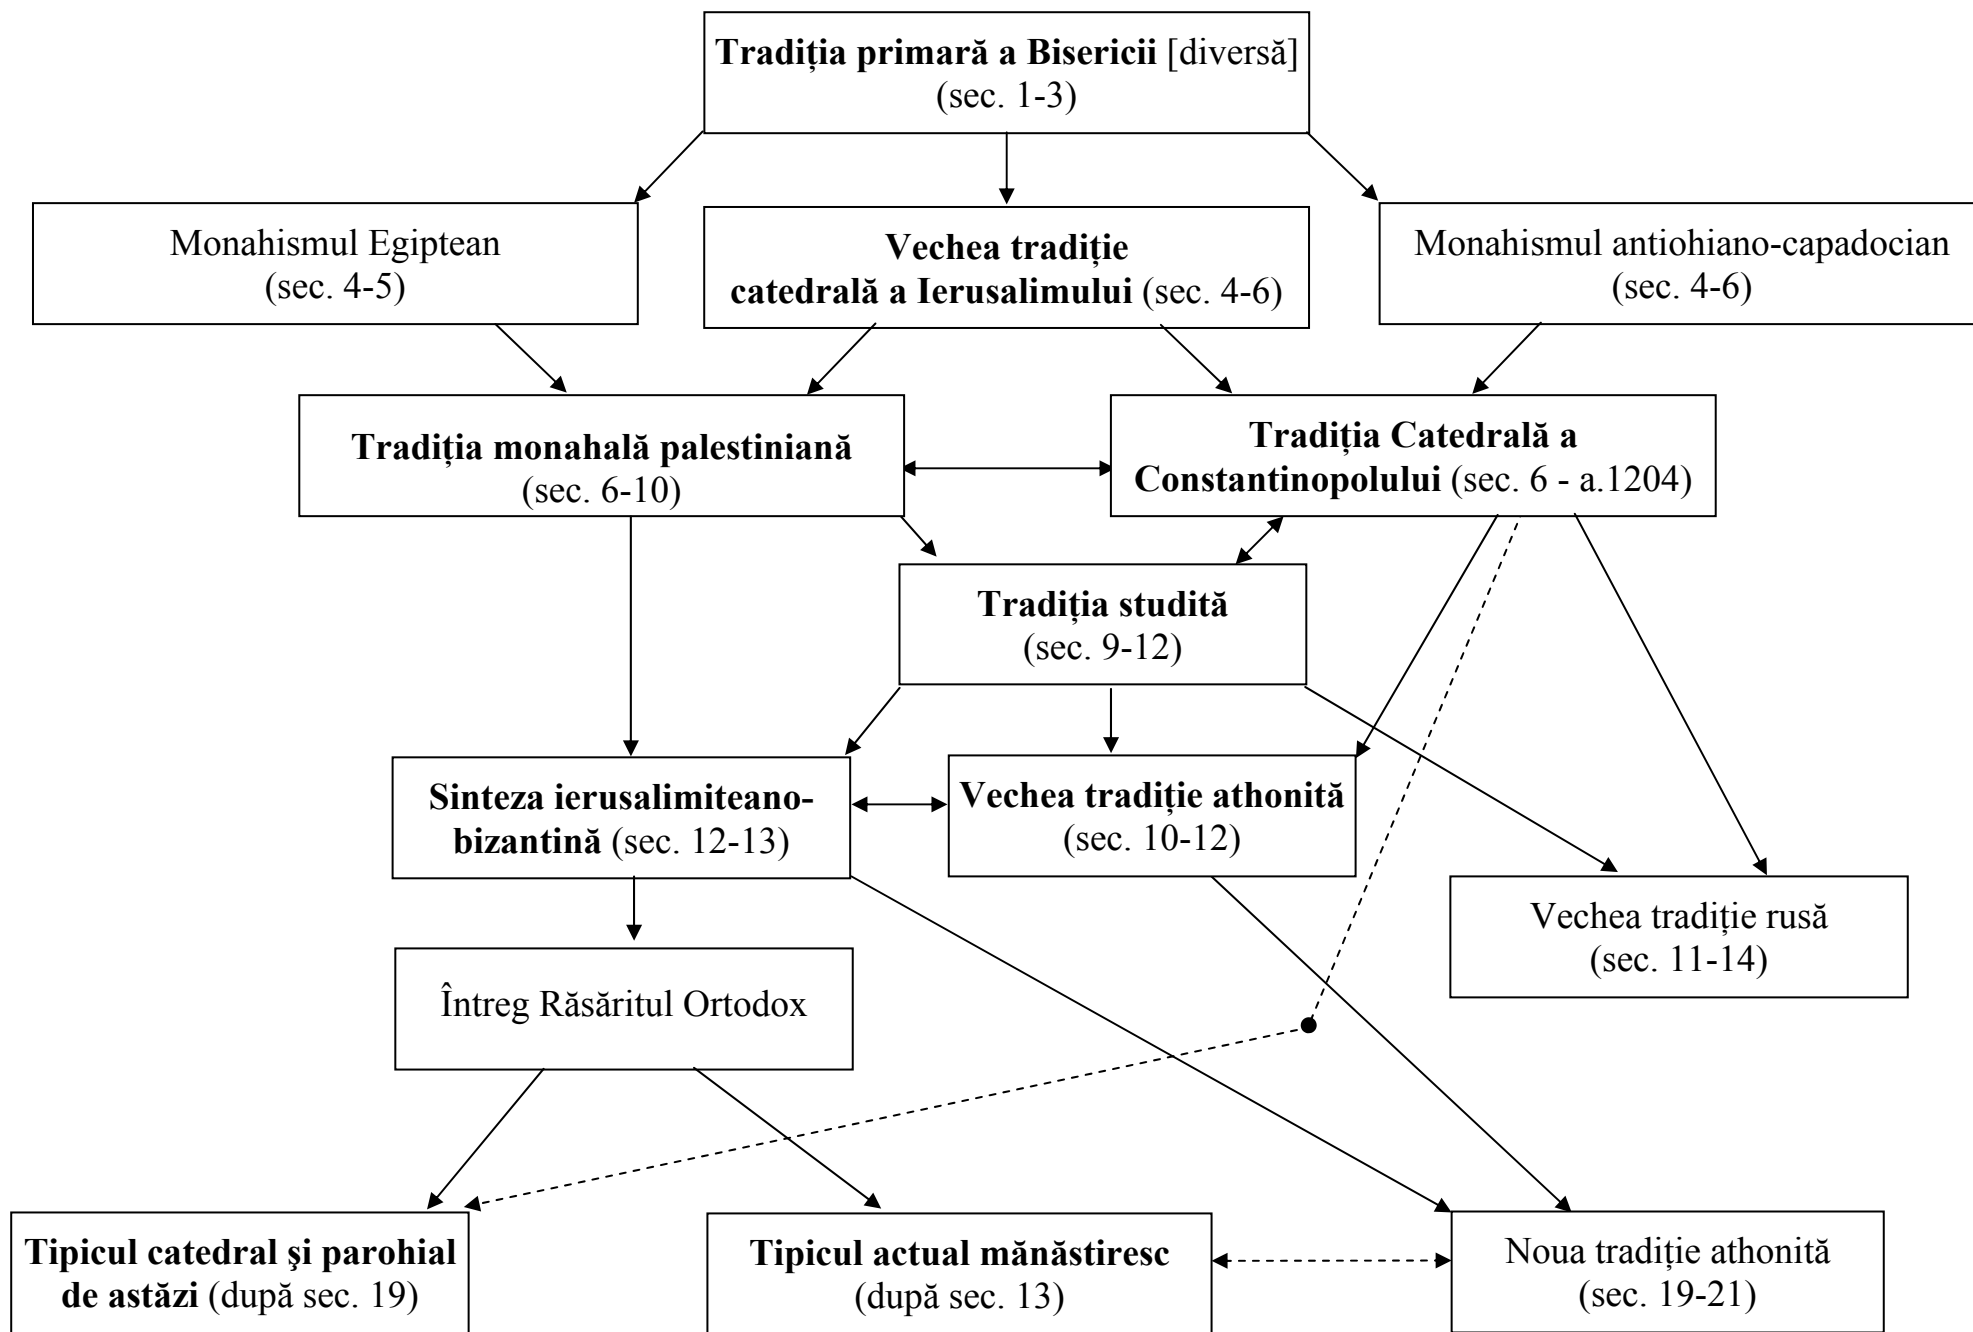 Tradiția primară a Bisericii [diversă]
(sec. 1-3)
Monahismul Egiptean
(sec. 4-5)
Vechea tradiție
catedrală a Ierusalimului (sec. 4-6)
Monahismul antiohiano-capadocian
(sec. 4-6)
Tradiția monahală palestiniană
(sec. 6-10)
Tradiția Catedrală a
Constantinopolului (sec. 6 - a.1204)
Tradiția studită
(sec. 9-12)
Sinteza ierusalimiteano-
bizantină (sec. 12-13)
Vechea tradiție athonită
(sec. 10-12)
Vechea tradiție rusă
(sec. 11-14)
Întreg Răsăritul Ortodox
Tipicul catedral şi parohial
de astăzi (după sec. 19)
Tipicul actual mănăstiresc
(după sec. 13)
Noua tradiție athonită
(sec. 19-21)